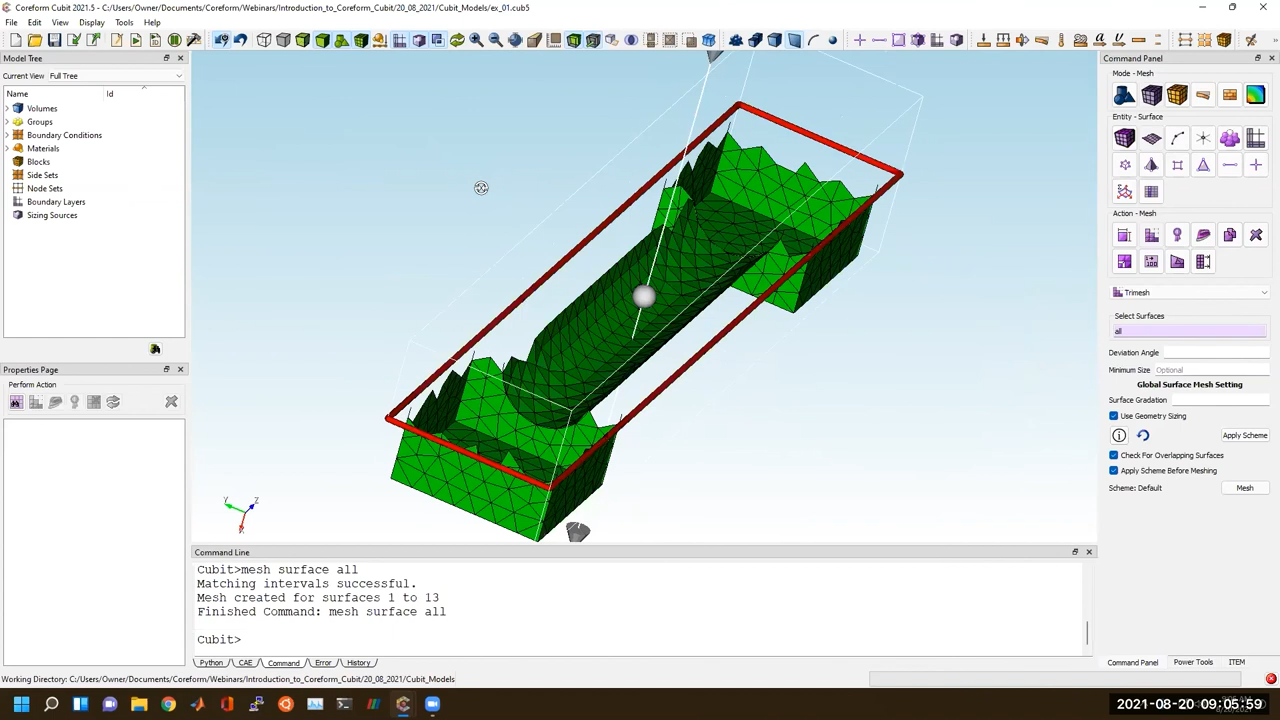 Coreform Cubit 2021.5 - C:/Users/Owner/Documents/Coreform/Webinars/Introduction_to_Coreform_Cubit/20_08_2021/Cubit_Models/ex_01.cub5
File Edit View Display Tools Help
Model Tree
Current View Full Tree
Name Id
Volumes
Groups
Boundary Conditions
Materials
Blocks
Side Sets
Node Sets
Boundary Layers
Sizing Sources
Properties Page
Perform Action
Y Z
Command Line
Cubit>mesh surface all
Matching intervals successful.
Mesh created for surfaces 1 to 13
Finished Command: mesh surface all
Cubit>
Python CAE Command Error History
Command Panel
Mode - Mesh
Entity - Surface
Action - Mesh
Trimesh
Select Surfaces
all
Deviation Angle
Minimum Size Optional
Global Surface Mesh Setting
Surface Gradation
Use Geometry Sizing
Apply Scheme
Check For Overlapping Surfaces
Apply Scheme Before Meshing
Scheme: Default Mesh
Command Panel Power Tools ITEM
Working Directory: C:/Users/Owner/Documents/Coreform/Webinars/Introduction_to_Coreform_Cubit/20_08_2021/Cubit_Models
2021-08-20 09:05:59